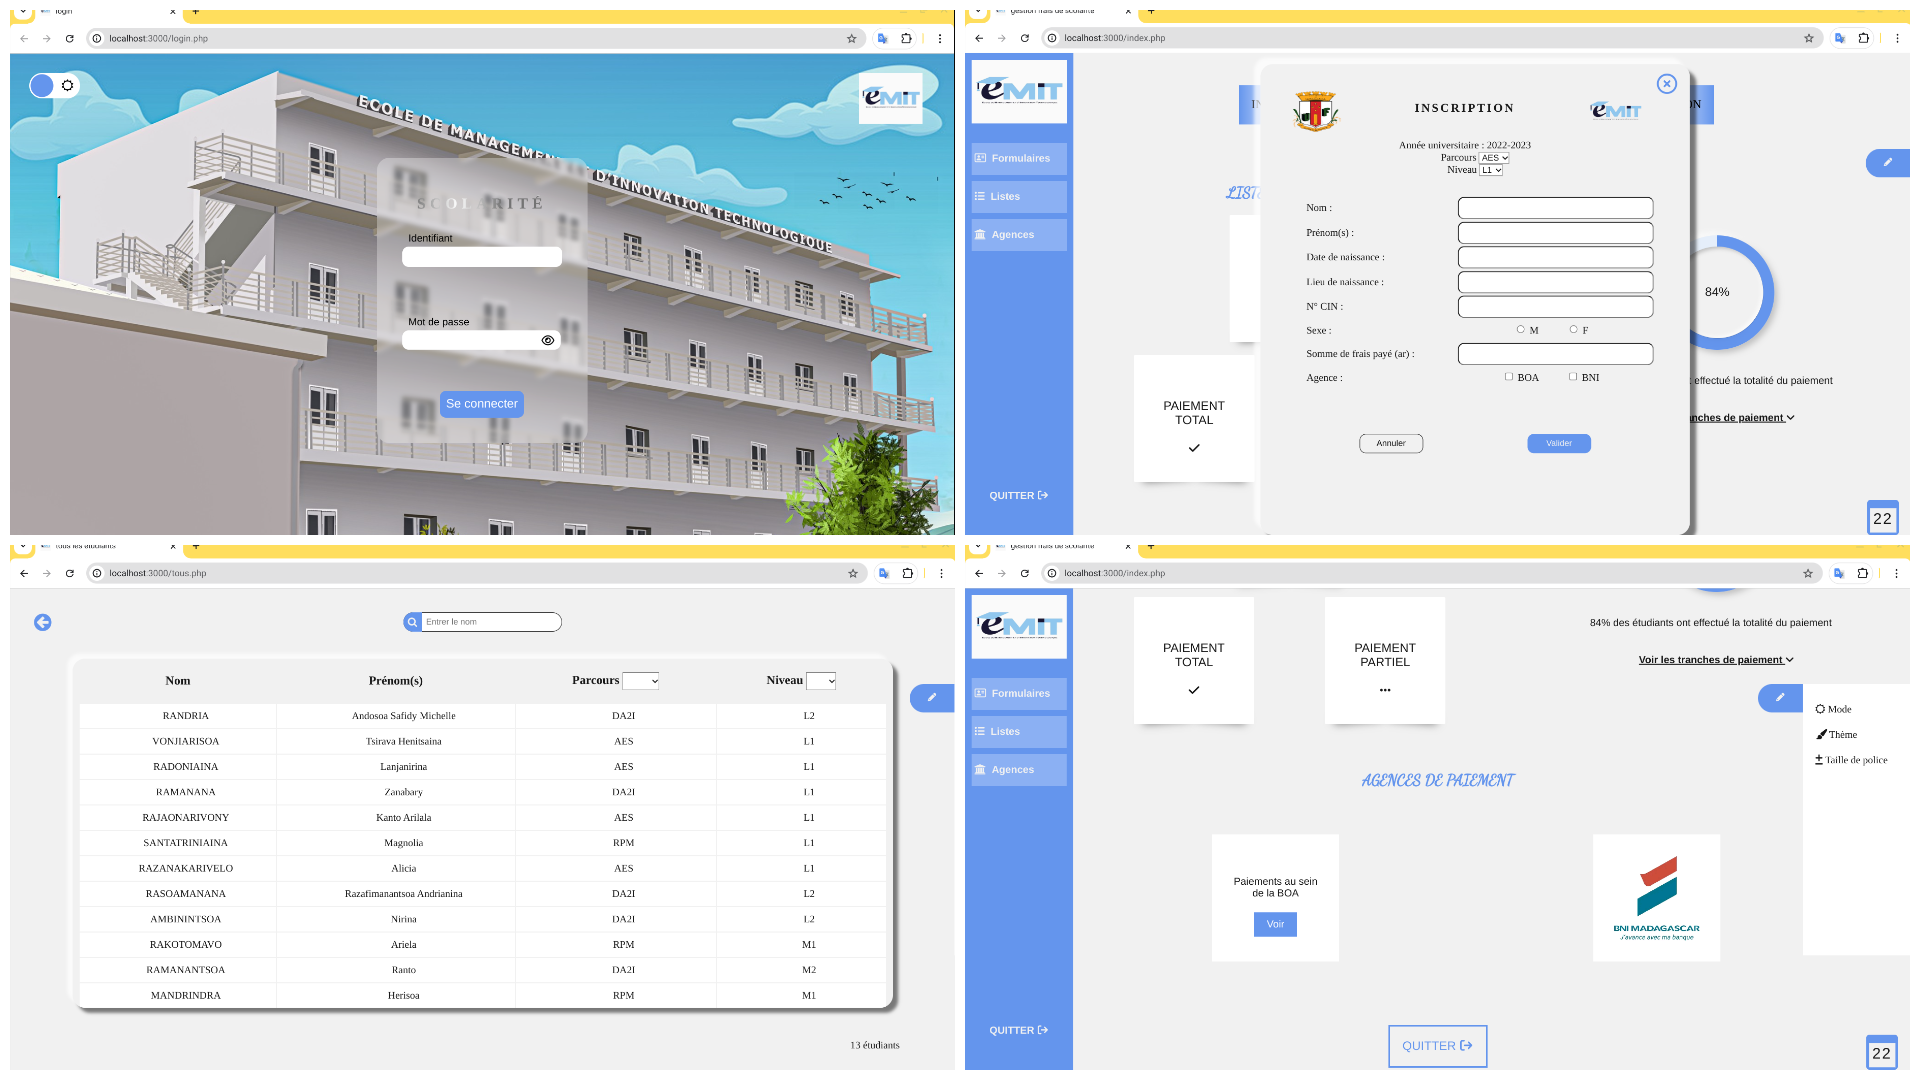 login
localhost:3000/login.php
ECOLE DE MANAGEMENT ET D'INNOVATION TECHNOLOGIQUE
éMIT
SCOLARITÉ
Identifiant
Mot de passe
Se connecter
gestion frais de scolarité
localhost:3000/index.php
éMIT
Formulaires
Listes
Agences
QUITTER
INSCRIPTION
éMIT
Année universitaire : 2022-2023
Parcours AES
Niveau L1
Nom :
Prénom(s) :
Date de naissance :
Lieu de naissance :
N° CIN :
Sexe : M F
Somme de frais payé (ar) :
Agence : BOA BNI
Annuler Valider
PAIEMENT
TOTAL
84%
effectué la totalité du paiement
tranches de paiement
22
tous les étudiants
localhost:3000/tous.php
Entrer le nom
Nom Prénom(s) Parcours Niveau
RANDRIA Andosoa Safidy Michelle DA2I L2
VONJIARISOA Tsirava Henitsaina AES L1
RADONIAINA Lanjanirina AES L1
RAMANANA Zanabary DA2I L1
RAJAONARIVONY Kanto Arilala AES L1
SANTATRINIAINA Magnolia RPM L1
RAZANAKARIVELO Alicia AES L1
RASOAMANANA Razafimanantsoa Andrianina DA2I L2
AMBININTSOA Nirina DA2I L2
RAKOTOMAVO Ariela RPM M1
RAMANANTSOA Ranto DA2I M2
MANDRINDRA Herisoa RPM M1
13 étudiants
gestion frais de scolarité
localhost:3000/index.php
éMIT
Formulaires
Listes
Agences
QUITTER
PAIEMENT
TOTAL
PAIEMENT
PARTIEL
84% des étudiants ont effectué la totalité du paiement
Voir les tranches de paiement
Mode
Thème
Taille de police
AGENCES DE PAIEMENT
Paiements au sein
de la BOA
Voir
BNI MADAGASCAR
J'avance avec ma banque
QUITTER
22